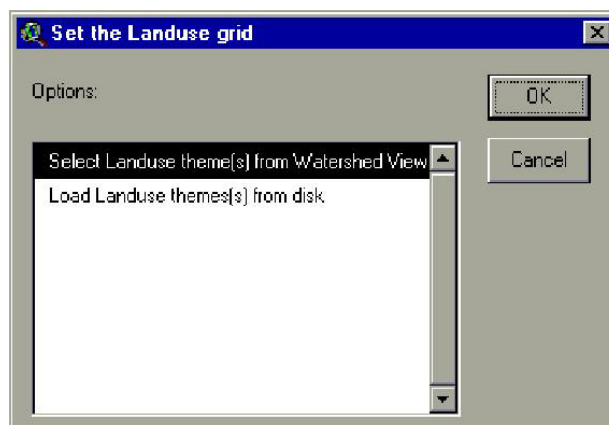 Set the Landuse grid
Options:
OK
Select Landuse theme(s) from Watershed View
Cancel
Load Landuse themes(s) from disk